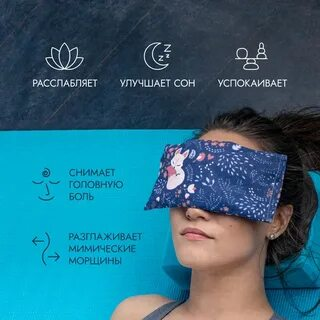 РАССЛАБЛЯЕТ
УЛУЧШАЕТ СОН
УСПОКАИВАЕТ
СНИМАЕТ
ГОЛОВНУЮ
БОЛЬ
РАЗГЛАЖИВАЕТ
МИМИЧЕСКИЕ
МОРЩИНЫ